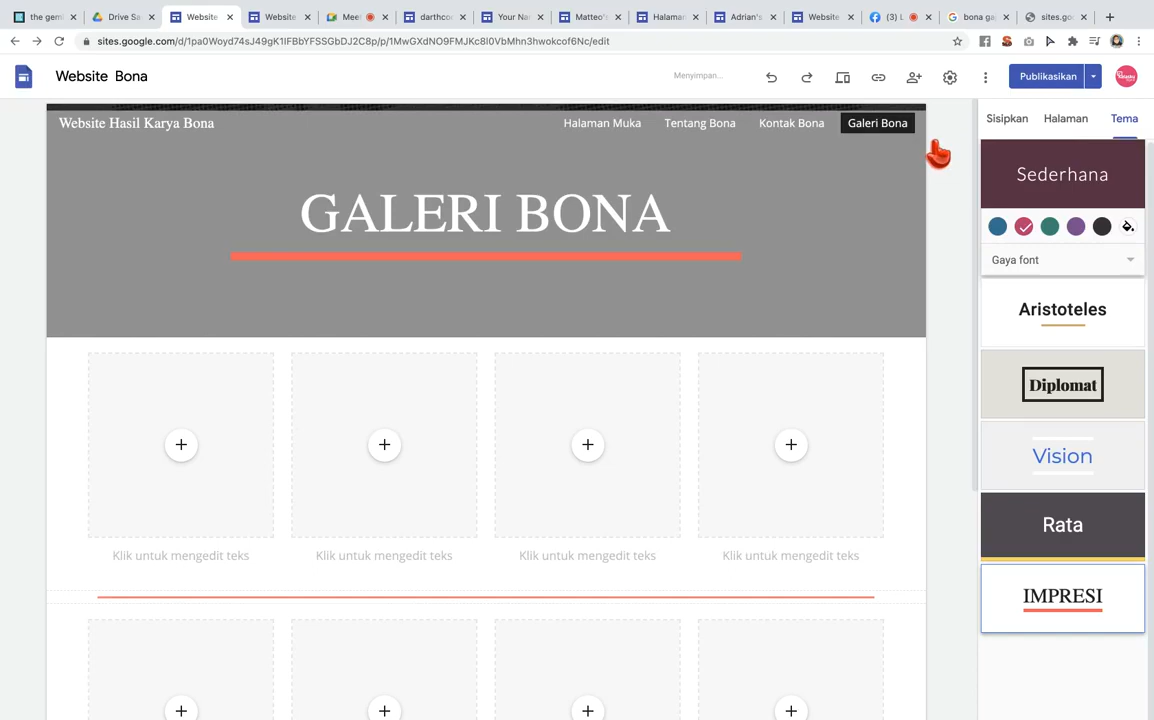 the gem
Drive Sa
Website
Website
Meet
darthco
Your Na
Matteo's
Halaman
Adrian's
Website
(3) L
bona ga
sites.go
sites.google.com/d/1pa0Woyd74sJ49gK1IFBbYFSSGbDJ2C8p/p/1MwGXdNO9FMJKc8I0VbMhn3hwokcof6Nc/edit
Website Bona
Menyimpan...
Publikasikan
Website Hasil Karya Bona
Halaman Muka
Tentang Bona
Kontak Bona
Galeri Bona
Sisipkan
Halaman
Tema
GALERI BONA
Sederhana
Gaya font
Aristoteles
Diplomat
Vision
Rata
IMPRESI
Klik untuk mengedit teks
Klik untuk mengedit teks
Klik untuk mengedit teks
Klik untuk mengedit teks